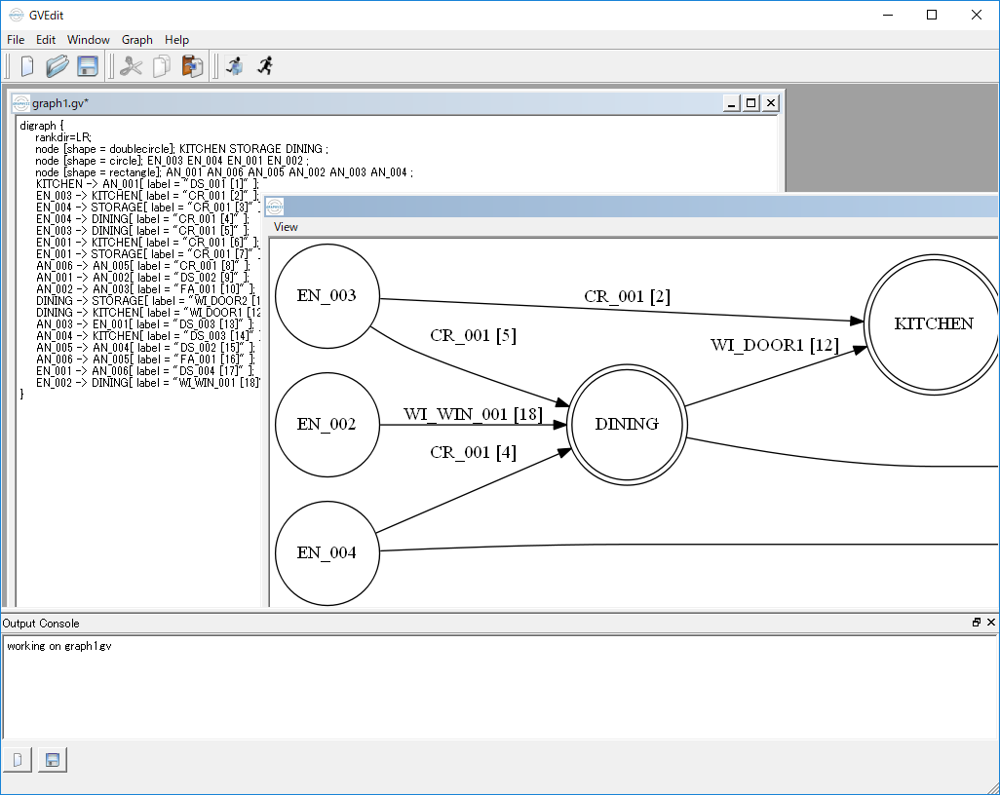 GVEdit
File Edit Window Graph Help
graph1.gv*
digraph {
rankdir=LR;
node [shape = doublecircle]; KITCHEN STORAGE DINING ;
node [shape = circle]; EN_003 EN_004 EN_001 EN_002 ;
node [shape = rectangle]; AN_001 AN_006 AN_005 AN_002 AN_003 AN_004 ;
KITCHEN -> AN_001[ label = "DS_001 [1]" ];
EN_003 -> KITCHEN[ label = "CR_001 [2]" ];
EN_004 -> STORAGE[ label = "CR_001 [3]" ]
EN_004 -> DINING[ label = "CR_001 [4]" ];
EN_003 -> DINING[ label = "CR_001 [5]" ];
EN_001 -> KITCHEN[ label = "CR_001 [6]" ];
EN_001 -> STORAGE[ label = "CR_001 [7]" ]
AN_006 -> AN_005[ label = "CR_001 [8]" ];
AN_001 -> AN_002[ label = "DS_002 [9]" ];
AN_002 -> AN_003[ label = "FA_001 [10]" ];
DINING -> STORAGE[ label = "WI_DOOR2 [1
DINING -> KITCHEN[ label = "WI_DOOR1 [12
AN_003 -> EN_001[ label = "DS_003 [13]" ];
AN_004 -> KITCHEN[ label = "DS_003 [14]" ]
AN_005 -> AN_004[ label = "DS_002 [15]" ];
AN_006 -> AN_005[ label = "FA_001 [16]" ];
EN_001 -> AN_006[ label = "DS_004 [17]" ];
EN_002 -> DINING[ label = "WI_WIN_001 [18]"
}
View
EN_003
CR_001 [2]
KITCHEN
CR_001 [5]
WI_DOOR1 [12]
EN_002
WI_WIN_001 [18]
DINING
CR_001 [4]
EN_004
Output Console
working on graph1.gv